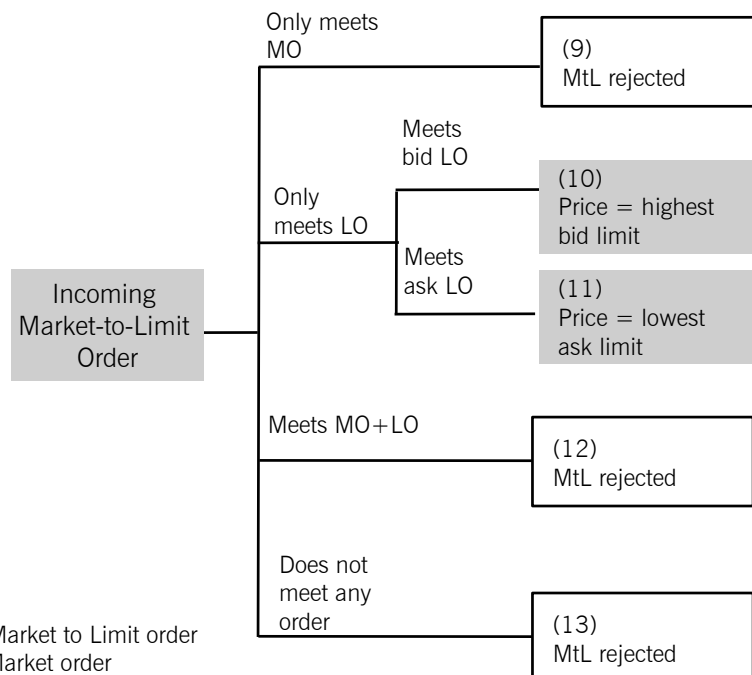 Only meets
MO
(9)
MtL rejected
Meets
bid LO
(10)
Price = highest
bid limit
Only
meets LO
Meets
ask LO
(11)
Price = lowest
ask limit
Incoming
Market-to-Limit
Order
Meets MO+LO
(12)
MtL rejected
Does not
meet any
order
(13)
MtL rejected
Market to Limit order
Market order